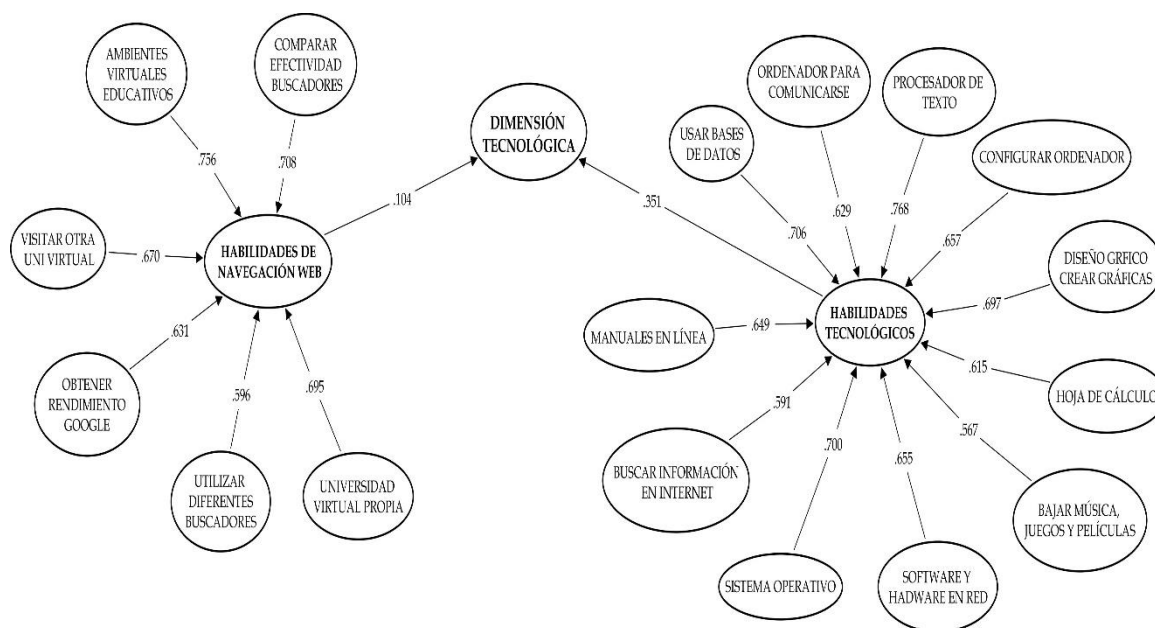 AMBIENTES
VIRTUALES
EDUCATIVOS
COMPARAR
EFECTIVIDAD
BUSCADORES
.756
.708
VISITAR OTRA
UNI VIRTUAL
.670
HABILIDADES DE
NAVEGACIÓN WEB
.631
OBTENER
RENDIMIENTO
GOOGLE
.596
UTILIZAR
DIFERENTES
BUSCADORES
.695
UNIVERSIDAD
VIRTUAL PROPIA
.104
DIMENSIÓN
TECNOLÓGICA
.351
USAR BASES
DE DATOS
.706
ORDENADOR PARA
COMUNICARSE
.629
PROCESADOR DE
TEXTO
.768
CONFIGURAR ORDENADOR
.657
DISEÑO GRFICO
CREAR GRÁFICAS
.697
HABILIDADES
TECNOLÓGICOS
MANUALES EN LÍNEA
.649
.615
HOJA DE CÁLCULO
.591
BUSCAR INFORMACIÓN
EN INTERNET
.567
BAJAR MÚSICA,
JUEGOS Y PELÍCULAS
.700
SISTEMA OPERATIVO
.655
SOFTWARE Y
HADWARE EN RED